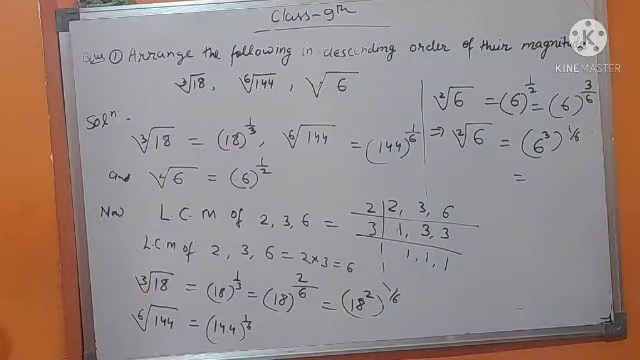 Class-9th
Ques ① Arrange the following in descending order of their magnitu
∛18, ⁶√144, √6
Solⁿ:-
∛18 = (18)^{1/3}, ⁶√144 = (144)^{1/6}
and ²√6 = (6)^{1/2}
Now L.C.M of 2, 3, 6 =
2 | 2, 3, 6
3 | 1, 3, 3
1 | 1, 1, 1
L.C.M of 2, 3, 6 = 2×3 = 6
∛18 = (18)^{1/3} = (18)^{2/6} = (18²)^{1/6}
⁶√144 = (144)^{1/6}
²√6 = (6)^{1/2} = (6)^{3/6}
⇒ ²√6 = (6³)^{1/6}
=
K
KINEMASTER